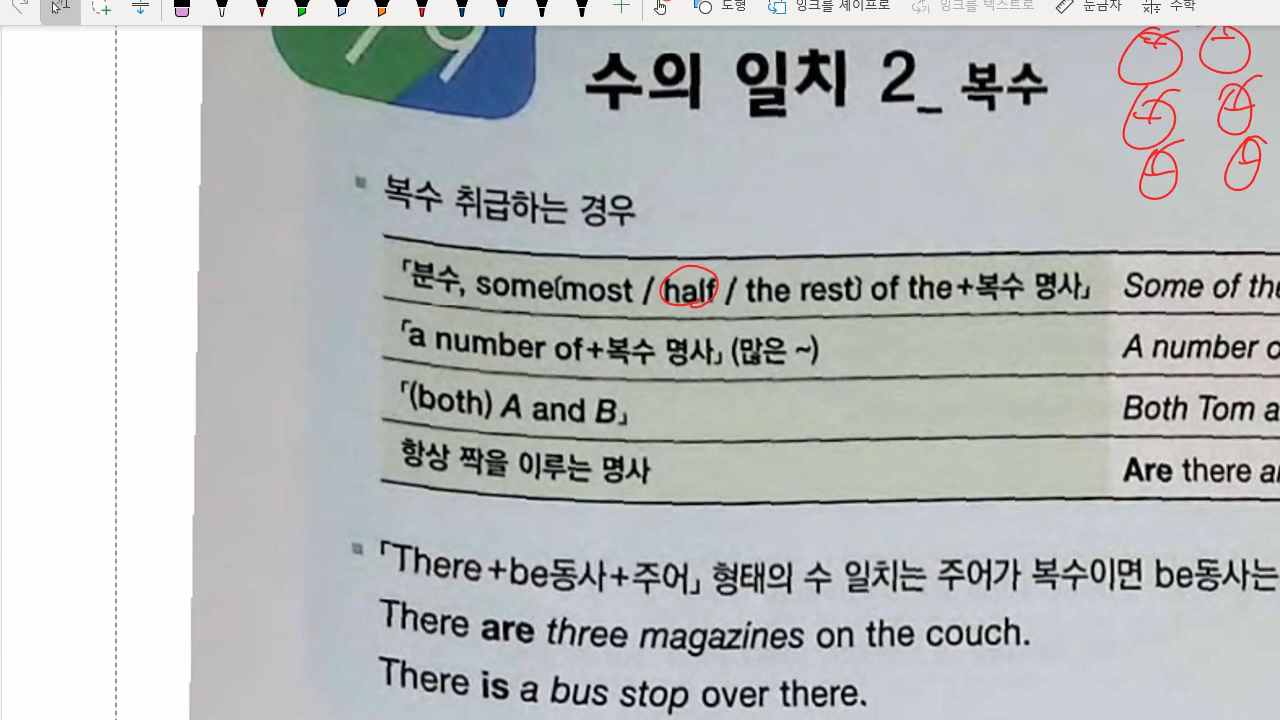 도형
잉크를 셰이프로
잉크를 텍스트로
눈금자
수학
79
수의 일치 2_ 복수
복수 취급하는 경우
「분수, some(most / half / the rest) of the+복수 명사」 Some of the
「a number of+복수 명사」 (많은 ~) A number o
「(both) A and B」 Both Tom a
항상 짝을 이루는 명사 Are there a
「There+be동사+주어」 형태의 수 일치는 주어가 복수이면 be동사는
There are three magazines on the couch.
There is a bus stop over there.